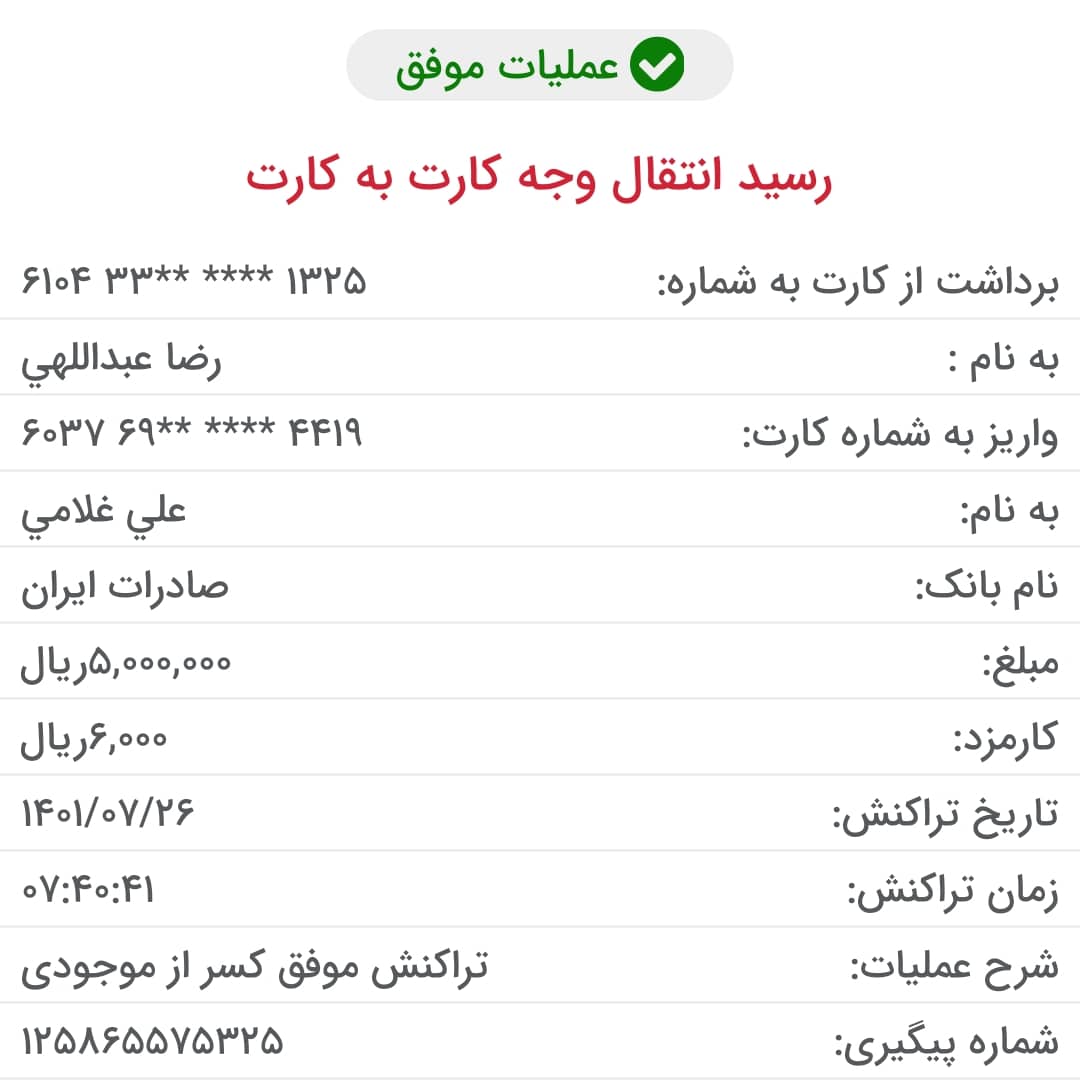 عملیات موفق
رسید انتقال وجه کارت به کارت
برداشت از کارت به شماره: ۶۱۰۴ ۳۳** **** ۱۳۲۵
به نام : رضا عبداللهي
واریز به شماره کارت: ۶۰۳۷ ۶۹** **** ۴۴۱۹
به نام: علي غلامي
نام بانک: صادرات ایران
مبلغ: ۵,۰۰۰,۰۰۰ریال
کارمزد: ۶,۰۰۰ریال
تاریخ تراکنش: ۱۴۰۱/۰۷/۲۶
زمان تراکنش: ۰۷:۴۰:۴۱
شرح عملیات: تراکنش موفق کسر از موجودی
شماره پیگیری: ۱۲۵۸۶۵۵۷۵۳۲۵